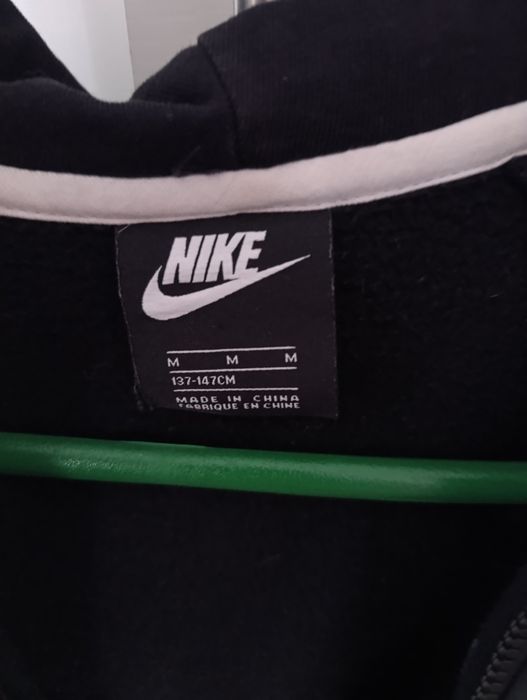 NIKE
M M M
137-147CM
MADE IN CHINA
FABRIQUE EN CHINE